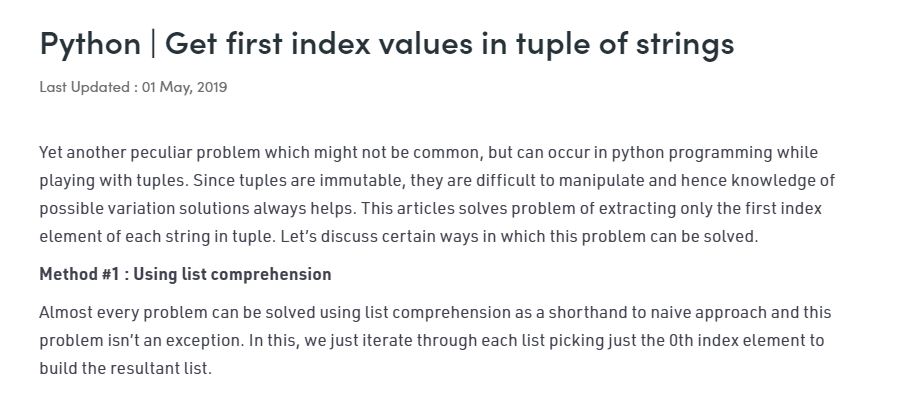 Python | Get first index values in tuple of strings
Last Updated : 01 May, 2019
Yet another peculiar problem which might not be common, but can occur in python programming while
playing with tuples. Since tuples are immutable, they are difficult to manipulate and hence knowledge of
possible variation solutions always helps. This articles solves problem of extracting only the first index
element of each string in tuple. Let’s discuss certain ways in which this problem can be solved.
Method #1 : Using list comprehension
Almost every problem can be solved using list comprehension as a shorthand to naive approach and this
problem isn’t an exception. In this, we just iterate through each list picking just the 0th index element to
build the resultant list.